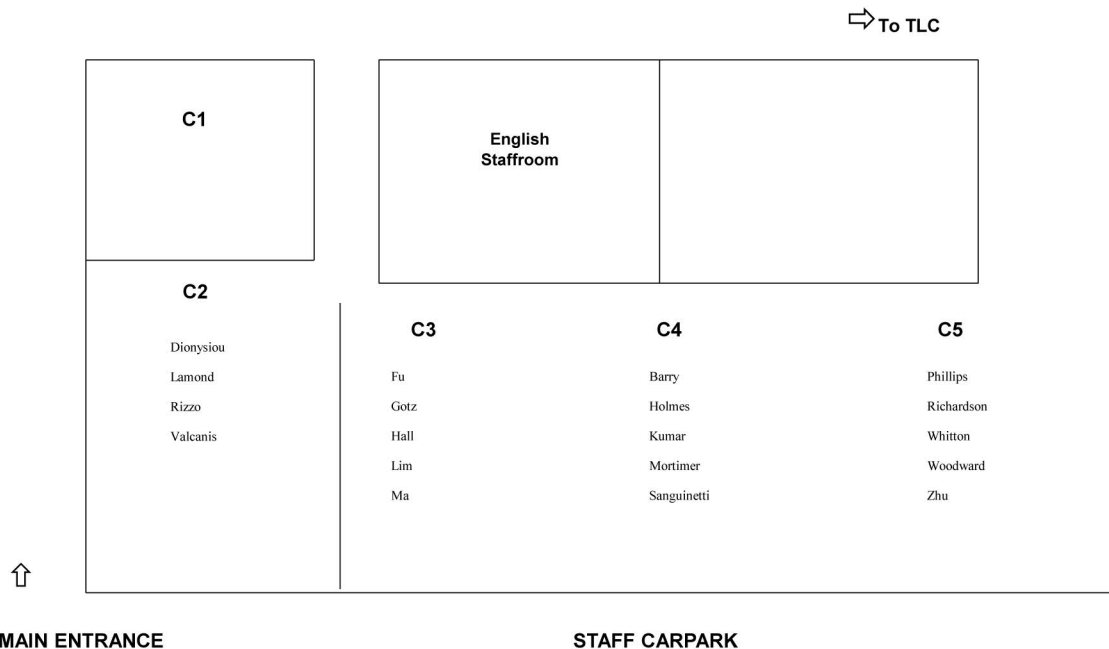 To TLC
C1
English
Staffroom
C2
Dionysiou
Lamond
Rizzo
Valcanis
C3
Fu
Gotz
Hall
Lim
Ma
C4
Barry
Holmes
Kumar
Mortimer
Sanguinetti
C5
Phillips
Richardson
Whitton
Woodward
Zhu
MAIN ENTRANCE
STAFF CARPARK